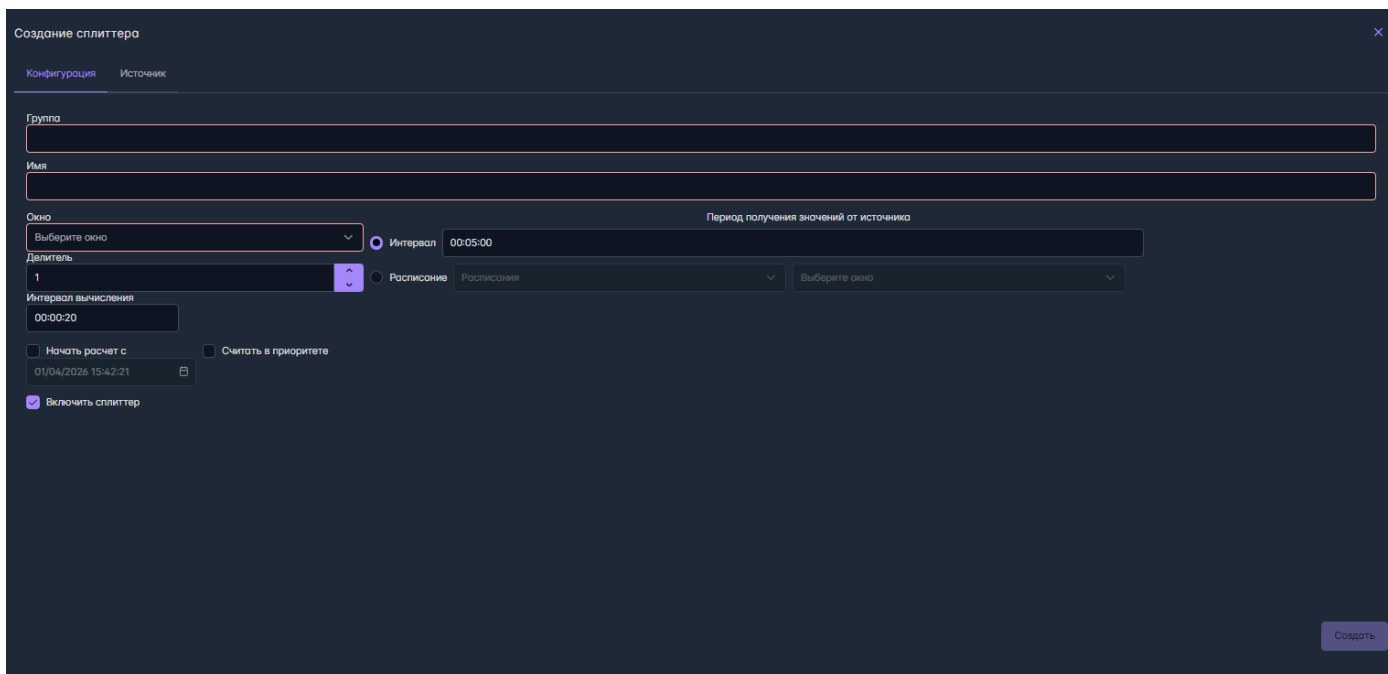 Создание сплиттера
Конфигурация Источник
Группа
Имя
Окно Период получения значений от источника
Выберите окно Интервал 00:05:00
Делитель
1 Расписание Расписания Выберите окно
Интервал вычисления
00:00:20
Начать расчет с Считать в приоритете
01/04/2026 15:42:21
Включить сплиттер
Создать